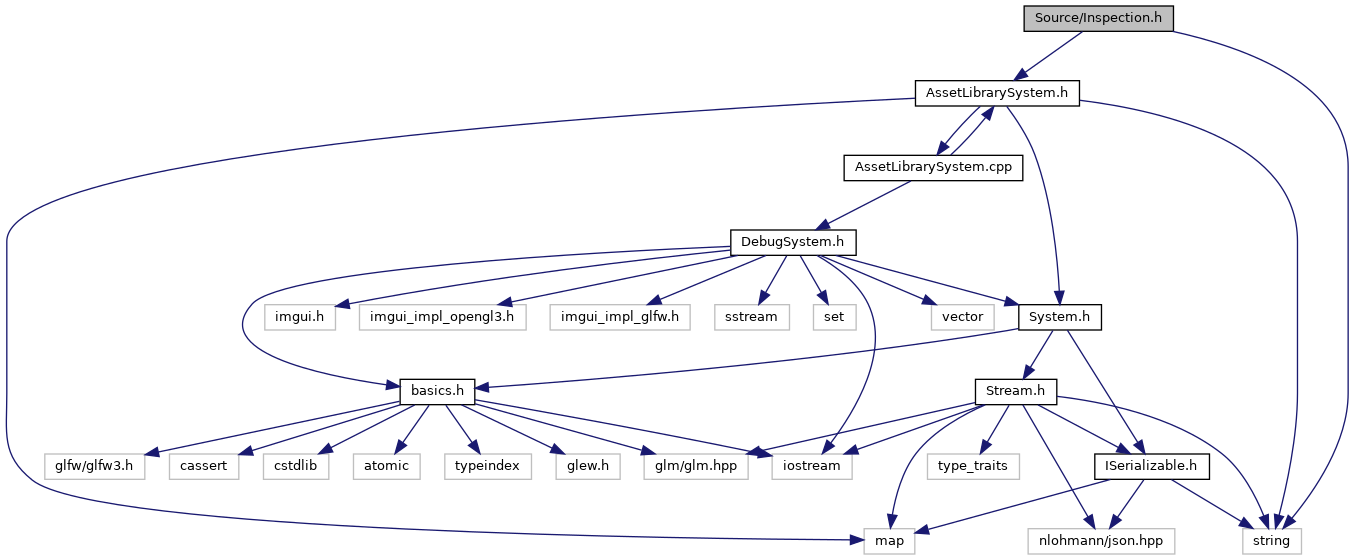 Source/Inspection.h
AssetLibrarySystem.h
AssetLibrarySystem.cpp
DebugSystem.h
imgui.h
imgui_impl_opengl3.h
imgui_impl_glfw.h
sstream
set
vector
System.h
basics.h
Stream.h
glfw/glfw3.h
cassert
cstdlib
atomic
typeindex
glew.h
glm/glm.hpp
iostream
type_traits
ISerializable.h
map
nlohmann/json.hpp
string